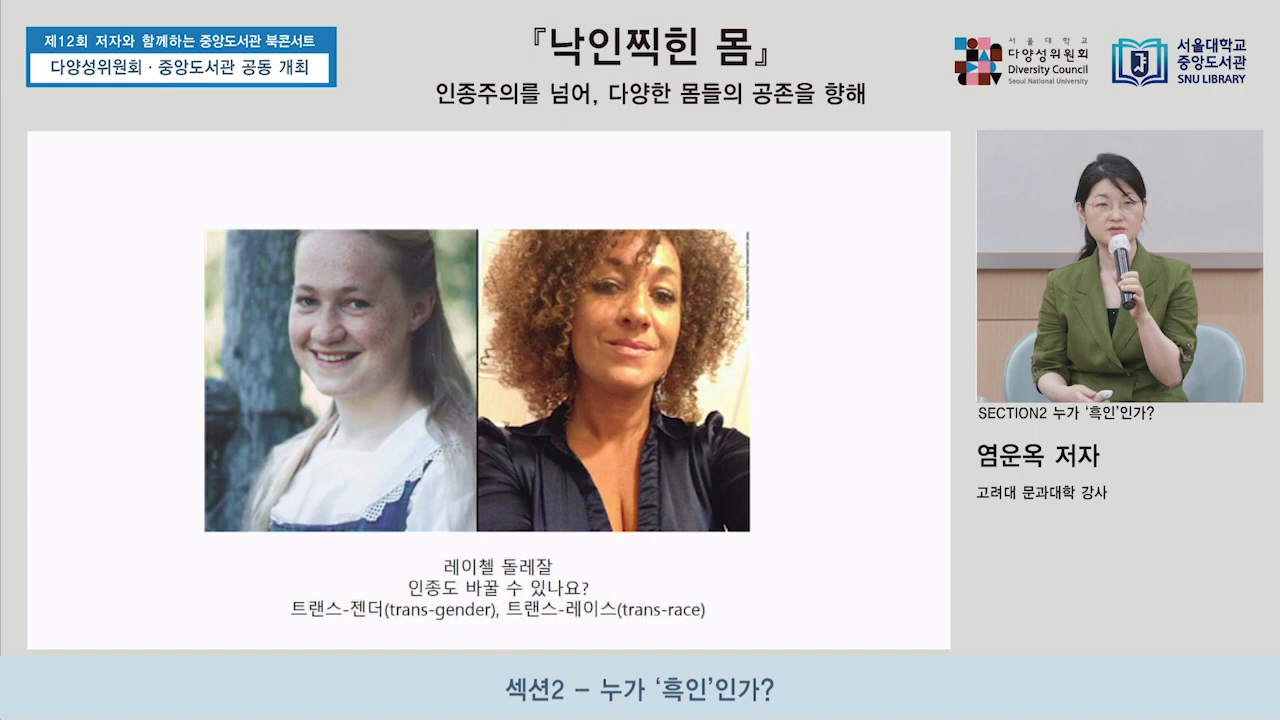 제12회 저자와 함께하는 중앙도서관 북콘서트
다양성위원회 · 중앙도서관 공동 개최
『낙인찍힌 몸』
인종주의를 넘어, 다양한 몸들의 공존을 향해
서울대학교
다양성위원회
Diversity Council
Seoul National University
서울대학교
중앙도서관
SNU LIBRARY
레이첼 돌레잘
인종도 바꿀 수 있나요?
트랜스-젠더(trans-gender), 트랜스-레이스(trans-race)
SECTION2 누가 ‘흑인’인가?
염운옥 저자
고려대 문과대학 강사
섹션2 – 누가 ‘흑인’인가?